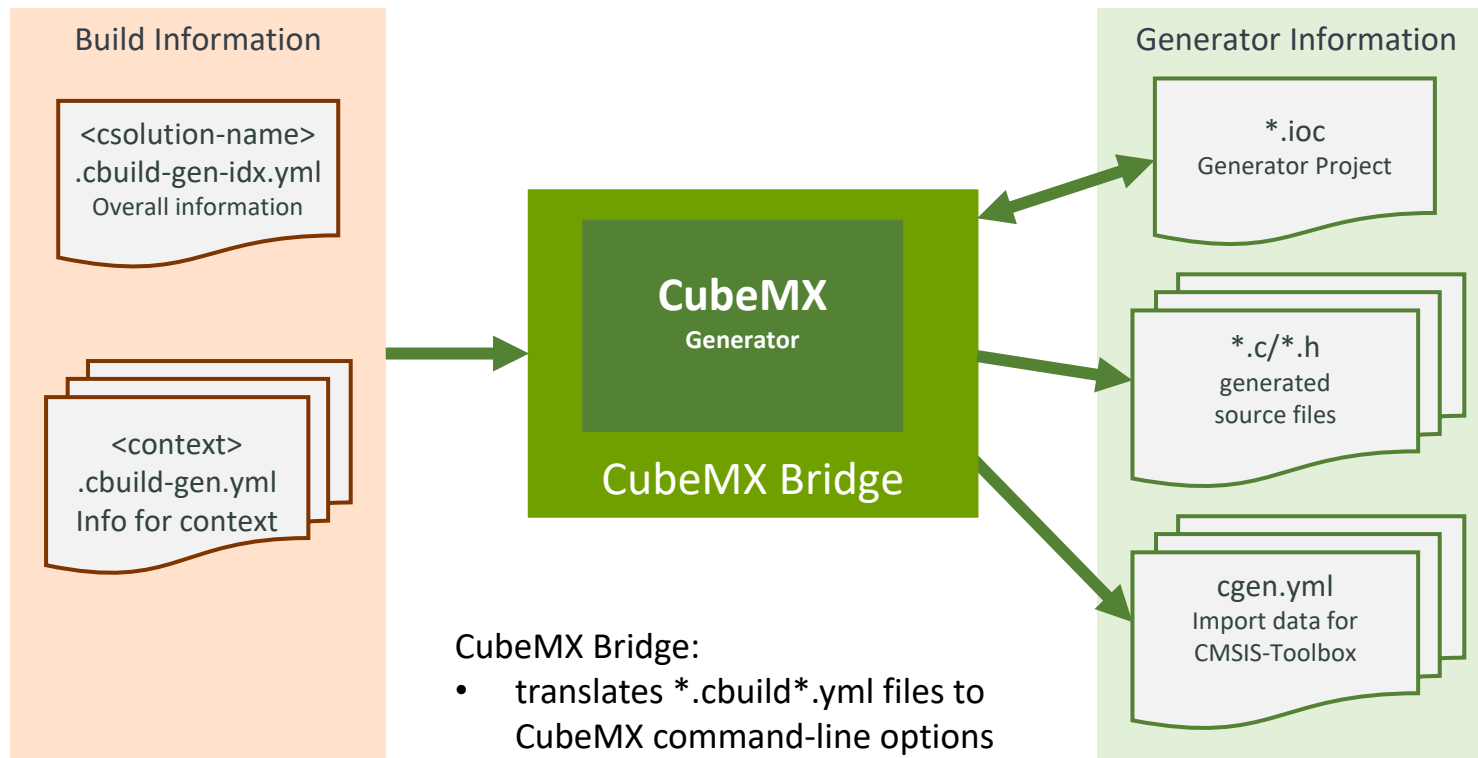 Build Information
<csolution-name>
.cbuild-gen-idx.yml
Overall information
<context>
.cbuild-gen.yml
Info for context
CubeMX
Generator
CubeMX Bridge
CubeMX Bridge:
• translates *.cbuild*.yml files to
CubeMX command-line options
Generator Information
*.ioc
Generator Project
*.c/*.h
generated
source files
cgen.yml
Import data for
CMSIS-Toolbox